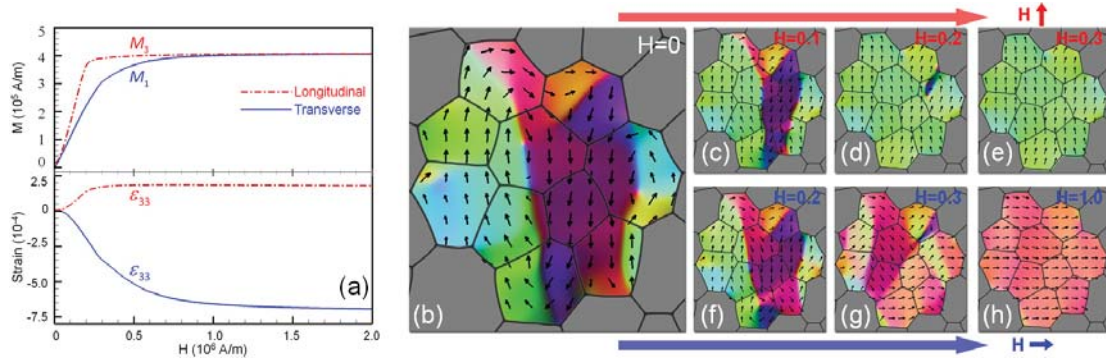 5
4
3
2
1
0
M (10⁵ A/m)
M₃
M₁
Longitudinal
Transverse
2.5
0
-2.5
-5.0
-7.5
Strain (10⁻⁴)
ε₃₃
ε₃₃
(a)
0
0.5
1.0
1.5
2.0
H (10⁶ A/m)
H=0
(b)
H
H=0.1
(c)
H=0.2
(d)
H=0.3
(e)
H=0.2
(f)
H=0.3
(g)
H=1.0
(h)
H